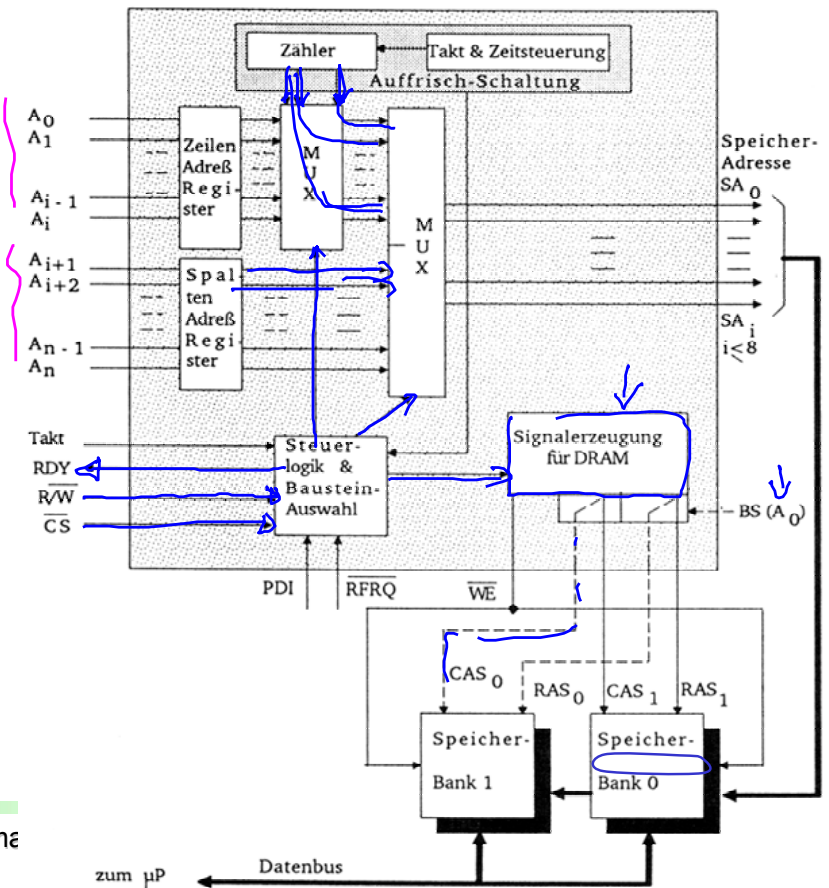 Zähler
Takt & Zeitsteuerung
Auffrisch-Schaltung
A0
A1
Ai - 1
Ai
Zeilen
Adreß
Regi-
ster
M
U
X
Ai+1
Ai+2
An - 1
An
Spal-
ten
Adreß
Regi-
ster
M
U
X
Speicher-
Adresse
SA0
SAi
i≤8
Takt
RDY
R/W
CS
Steuer-
logik &
Baustein-
Auswahl
Signalerzeugung
für DRAM
BS (A0)
PDI
RFRQ
WE
CAS0
RAS0
CAS1
RAS1
Speicher-
Bank 1
Speicher-
Bank 0
Datenbus
zum µP